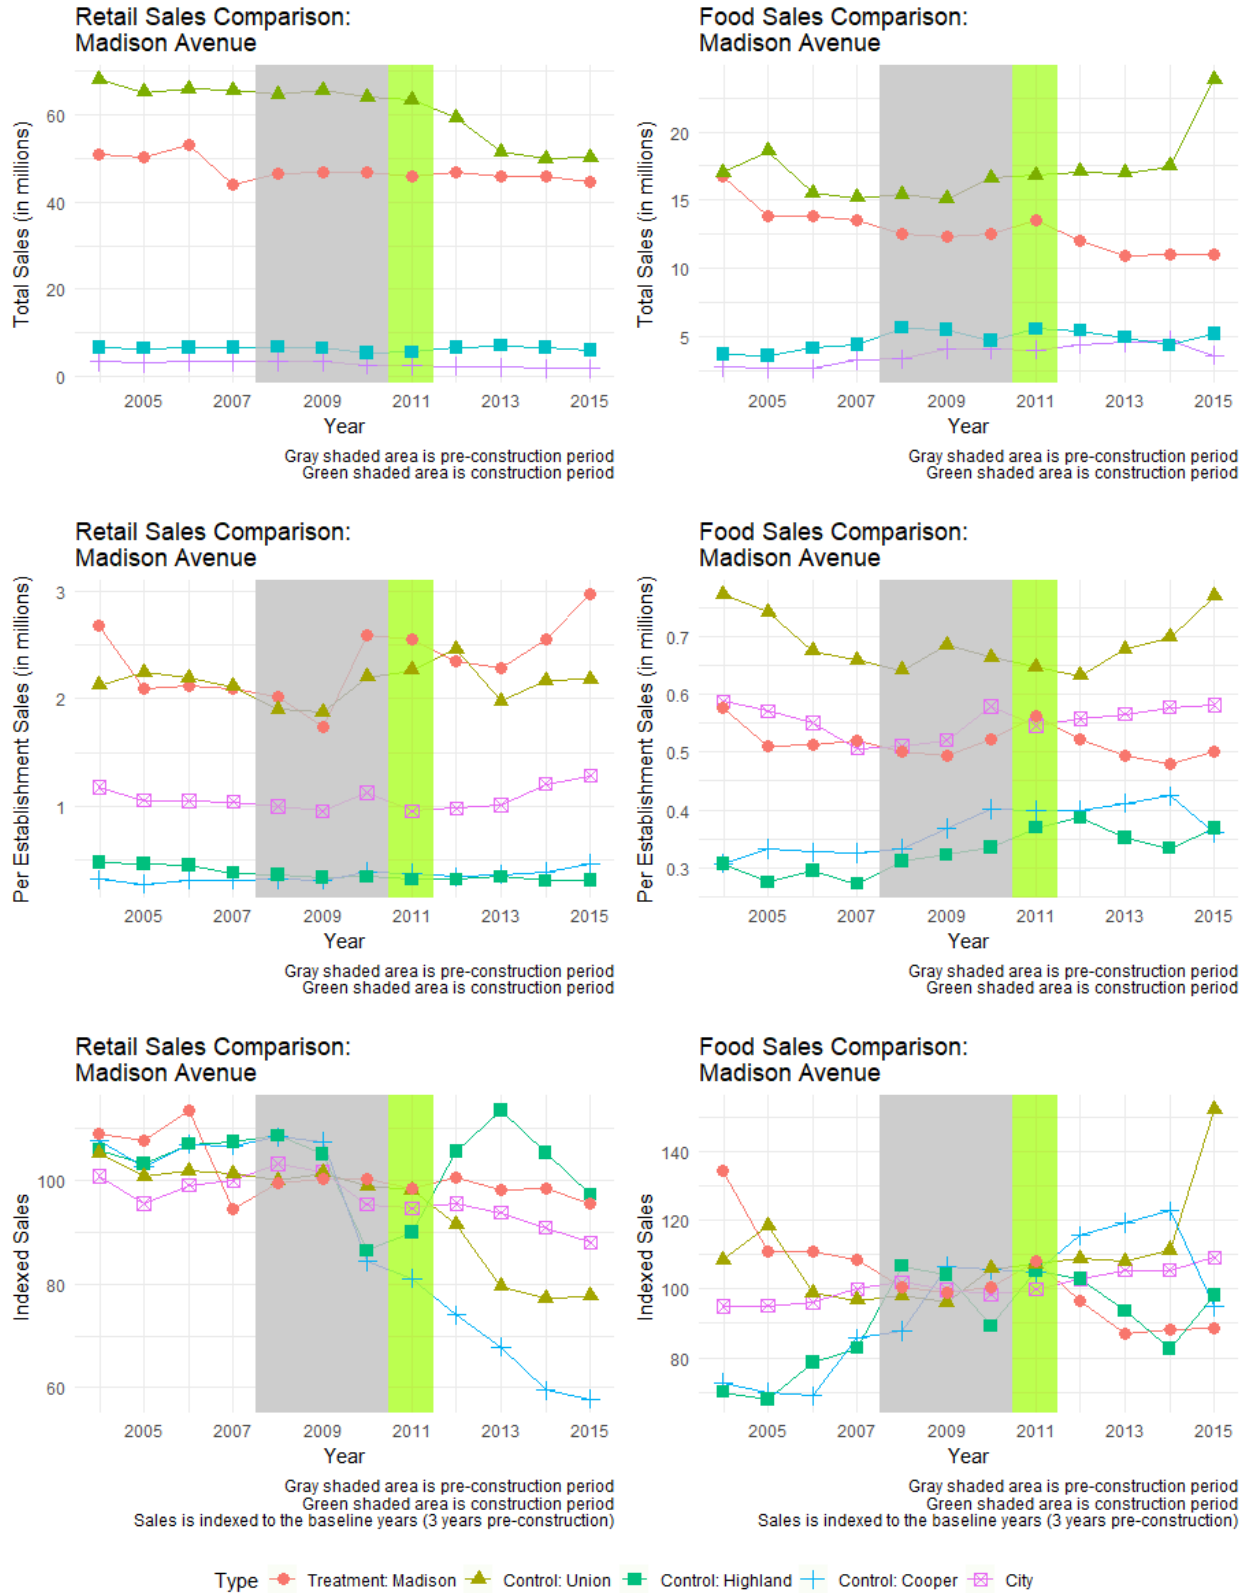 Retail Sales Comparison:
Madison Avenue
Total Sales (in millions)
60
40
20
0
2005 2007 2009 2011 2013 2015
Year
Gray shaded area is pre-construction period
Green shaded area is construction period
Food Sales Comparison:
Madison Avenue
Total Sales (in millions)
20
15
10
5
2005 2007 2009 2011 2013 2015
Year
Gray shaded area is pre-construction period
Green shaded area is construction period
Retail Sales Comparison:
Madison Avenue
Per Establishment Sales (in millions)
3
2
1
2005 2007 2009 2011 2013 2015
Year
Gray shaded area is pre-construction period
Green shaded area is construction period
Food Sales Comparison:
Madison Avenue
Per Establishment Sales (in millions)
0.7
0.6
0.5
0.4
0.3
2005 2007 2009 2011 2013 2015
Year
Gray shaded area is pre-construction period
Green shaded area is construction period
Retail Sales Comparison:
Madison Avenue
Indexed Sales
100
80
60
2005 2007 2009 2011 2013 2015
Year
Gray shaded area is pre-construction period
Green shaded area is construction period
Sales is indexed to the baseline years (3 years pre-construction)
Food Sales Comparison:
Madison Avenue
Indexed Sales
140
120
100
80
2005 2007 2009 2011 2013 2015
Year
Gray shaded area is pre-construction period
Green shaded area is construction period
Sales is indexed to the baseline years (3 years pre-construction)
Type Treatment: Madison Control: Union Control: Highland Control: Cooper City